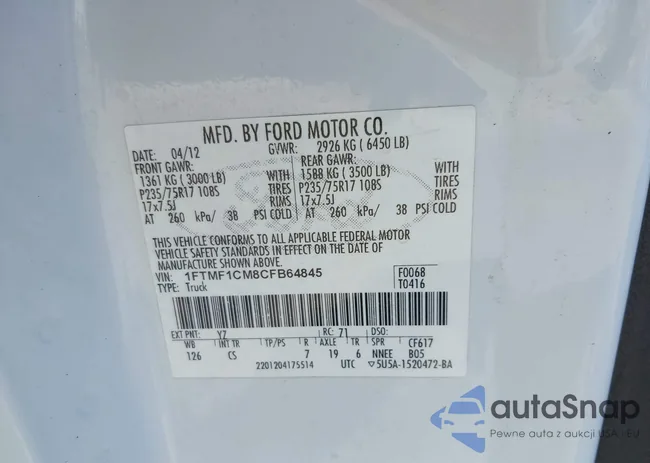 MFD. BY FORD MOTOR CO.
DATE: 04/12 GVWR: 2926 KG ( 6450 LB)
FRONT GAWR: REAR GAWR:
1361 KG ( 3000 LB) WITH 1588 KG ( 3500 LB) WITH
P235/75R17 108S TIRES P235/75R17 108S TIRES
17x7.5J RIMS 17x7.5J RIMS
AT 260 kPa/ 38 PSI COLD AT 260 kPa/ 38 PSI COLD
THIS VEHICLE CONFORMS TO ALL APPLICABLE FEDERAL MOTOR
VEHICLE SAFETY STANDARDS IN EFFECT ON THE DATE OF
MANUFACTURE SHOWN ABOVE.
VIN: 1FTMF1CM8CFB64845 F0068
TYPE: Truck T0416
EXT PNT: Y7 RC: 71 DSO:
WB INT TR TP/PS R AXLE TR SPR CF617
126 CS 7 19 6 NNEE B05
2201204175514 UTC ▽5USA-1520472-BA
autaSnap
Pewne auta z aukcji USA i EU